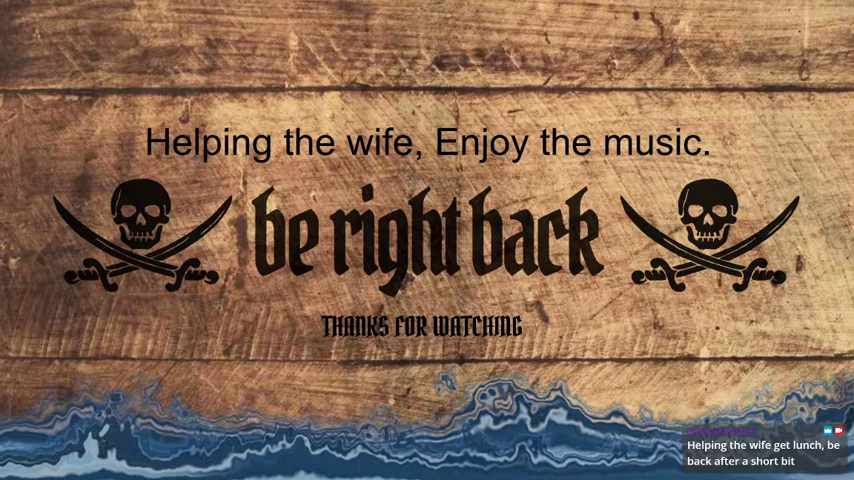 Helping the wife, Enjoy the music.
be right back
THANKS FOR WATCHING
Helping the wife get lunch, be
back after a short bit